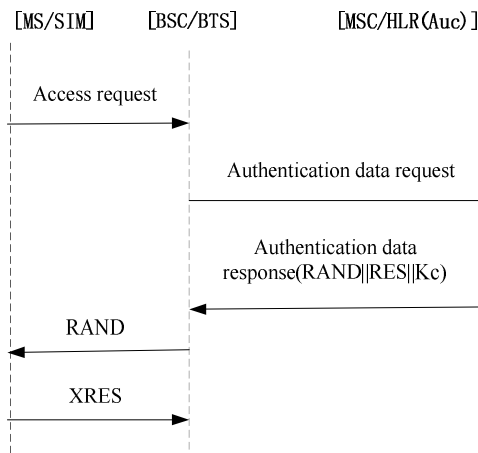 [MS/SIM] [BSC/BTS] [MSC/HLR(Auc)]
Access request
Authentication data request
Authentication data
response(RAND||RES||Kc)
RAND
XRES